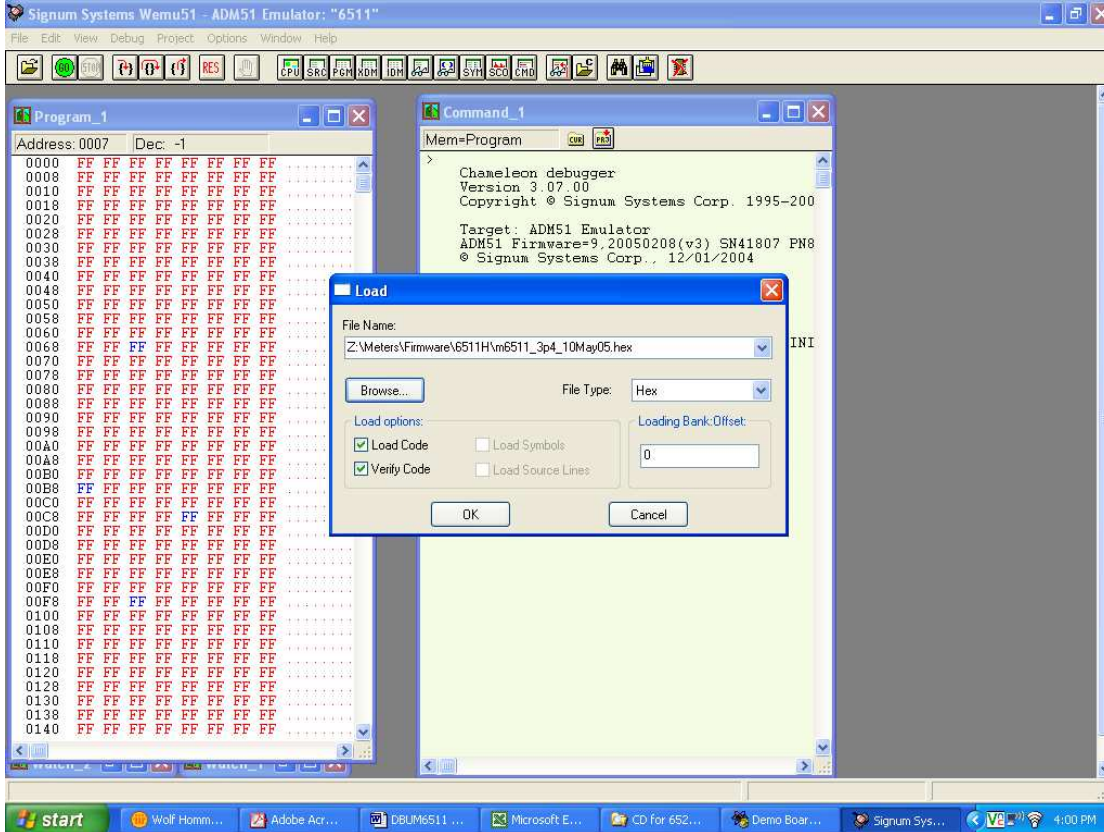 Signum Systems Wemu51 - ADM51 Emulator: "6511"
File Edit View Debug Project Options Window Help
GO STOP RES CPU SRC PGM XDM IDM SYM SCO CMD
Program_1
Address: 0007 Dec: -1
0000 FF FF FF FF FF FF FF FF ........
0008 FF FF FF FF FF FF FF FF ........
0010 FF FF FF FF FF FF FF FF ........
0018 FF FF FF FF FF FF FF FF ........
0020 FF FF FF FF FF FF FF FF ........
0028 FF FF FF FF FF FF FF FF ........
0030 FF FF FF FF FF FF FF FF ........
0038 FF FF FF FF FF FF FF FF ........
0040 FF FF FF FF FF FF FF FF
0048 FF FF FF FF FF FF FF FF
0050 FF FF FF FF FF FF FF FF
0058 FF FF FF FF FF FF FF FF
0060 FF FF FF FF FF FF FF FF
0068 FF FF FF FF FF FF FF FF
0070 FF FF FF FF FF FF FF FF
0078 FF FF FF FF FF FF FF FF
0080 FF FF FF FF FF FF FF FF
0088 FF FF FF FF FF FF FF FF
0090 FF FF FF FF FF FF FF FF
0098 FF FF FF FF FF FF FF FF
00A0 FF FF FF FF FF FF FF FF
00A8 FF FF FF FF FF FF FF FF
00B0 FF FF FF FF FF FF FF FF
00B8 FF FF FF FF FF FF FF FF
00C0 FF FF FF FF FF FF FF FF
00C8 FF FF FF FF FF FF FF FF
00D0 FF FF FF FF FF FF FF FF
00D8 FF FF FF FF FF FF FF FF ........
00E0 FF FF FF FF FF FF FF FF ........
00E8 FF FF FF FF FF FF FF FF ........
00F0 FF FF FF FF FF FF FF FF ........
00F8 FF FF FF FF FF FF FF FF ........
0100 FF FF FF FF FF FF FF FF ........
0108 FF FF FF FF FF FF FF FF ........
0110 FF FF FF FF FF FF FF FF ........
0118 FF FF FF FF FF FF FF FF ........
0120 FF FF FF FF FF FF FF FF ........
0128 FF FF FF FF FF FF FF FF ........
0130 FF FF FF FF FF FF FF FF ........
0138 FF FF FF FF FF FF FF FF ........
0140 FF FF FF FF FF FF FF FF ........
Watch_2 Watch_1
Command_1
Mem=Program CUR PRJ
>
Chameleon debugger
Version 3.07.00
Copyright © Signum Systems Corp. 1995-200
Target: ADM51 Emulator
ADM51 Firmware=9,20050208(v3) SN41807 PN8
© Signum Systems Corp., 12/01/2004
INI
Load
File Name:
Z:\Meters\Firmware\6511H\m6511_3p4_10May05.hex
Browse... File Type: Hex
Load options: Loading Bank:Offset:
Load Code Load Symbols 0
Verify Code Load Source Lines
OK Cancel
start Wolf Homm... Adobe Acr... DBUM6511 ... Microsoft E... CD for 652... Demo Boar... Signum Sys... 4:00 PM